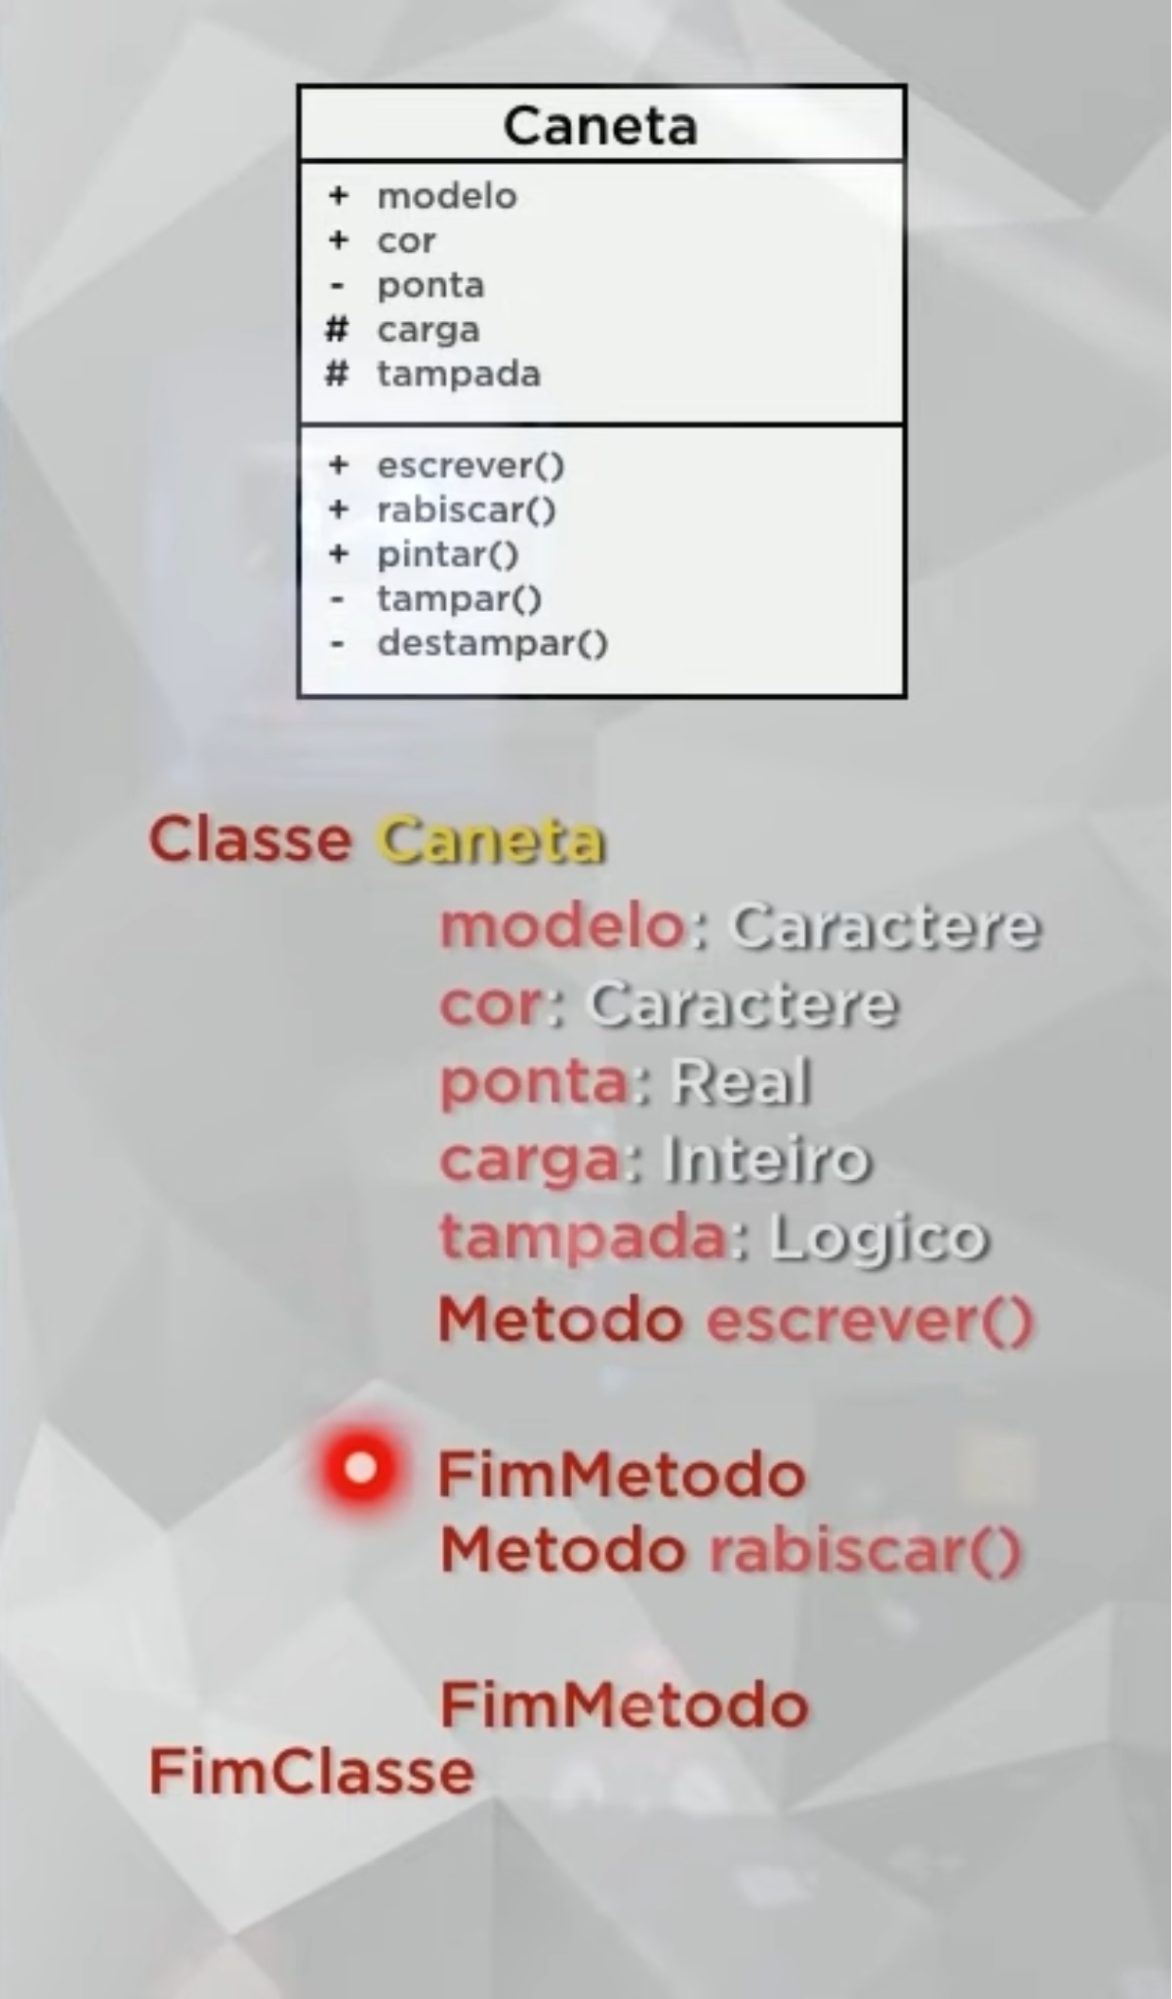 Caneta
+ modelo
+ cor
- ponta
# carga
# tampada
+ escrever()
+ rabiscar()
+ pintar()
- tampar()
- destampar()
Classe Caneta
modelo: Caractere
cor: Caractere
ponta: Real
carga: Inteiro
tampada: Logico
Metodo escrever()
FimMetodo
Metodo rabiscar()
FimMetodo
FimClasse